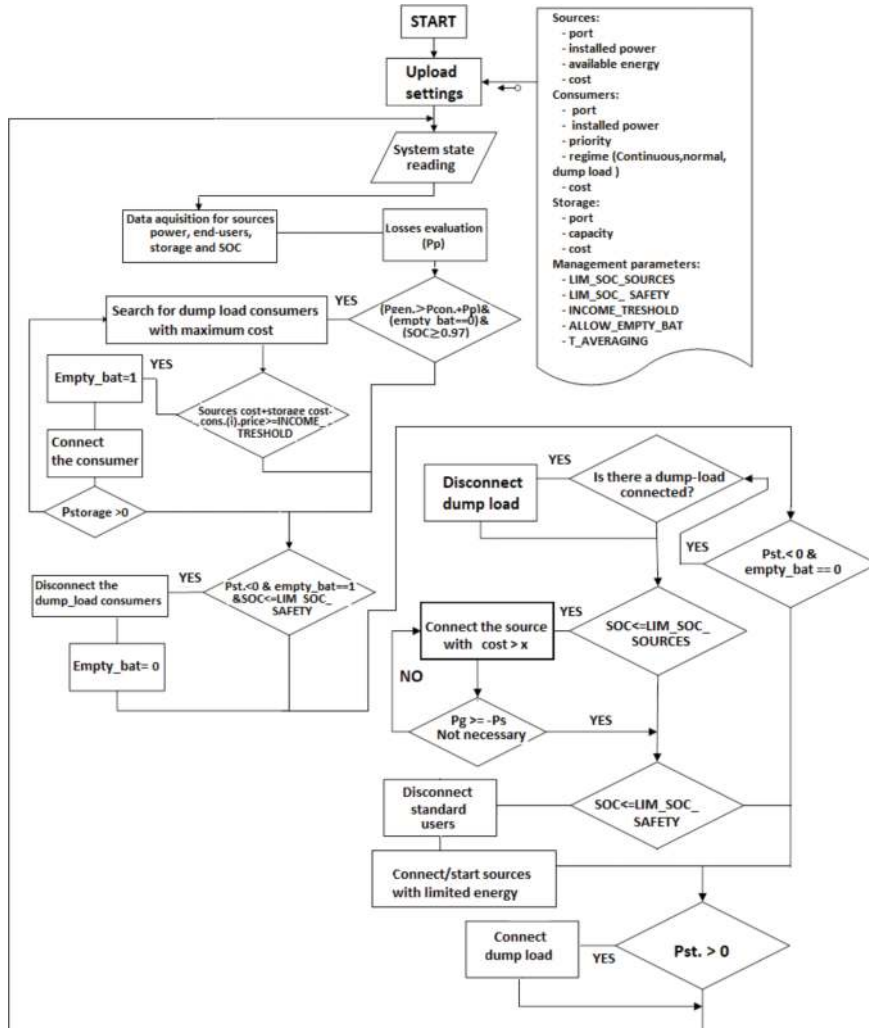 START
Upload
settings
Sources:
- port
- installed power
- available energy
- cost
Consumers:
- port
- installed power
- priority
- regime (Continuous,normal,
dump load )
- cost
Storage:
- port
- capacity
- cost
Management parameters:
- LIM_SOC_SOURCES
- LIM_SOC_ SAFETY
- INCOME_TRESHOLD
- ALLOW_EMPTY_BAT
- T_AVERAGING
System state
reading
Data aquisition for sources
power, end-users,
storage and SOC
Losses evaluation
(Pp)
(Pgen.>Pcon.+Pp)&
(empty_bat==0)&
(SOC≥0.97)
YES
Search for dump load consumers
with maximum cost
YES
Empty_bat=1
Sources cost+storage cost-
cons.(i).price>=INCOME_
TRESHOLD
Connect
the consumer
Pstorage >0
Is there a dump-load
connected?
YES
Disconnect
dump load
YES
Pst.< 0 &
empty_bat == 0
Pst.<0 & empty_bat==1
&SOC<=LIM_SOC_
SAFETY
YES
Disconnect the
dump_load consumers
Empty_bat= 0
SOC<=LIM_SOC_
SOURCES
YES
Connect the source
with cost > x
NO
Pg >= -Ps
Not necessary
YES
SOC<=LIM_SOC_
SAFETY
Disconnect
standard
users
Connect/start sources
with limited energy
Pst. > 0
YES
Connect
dump load